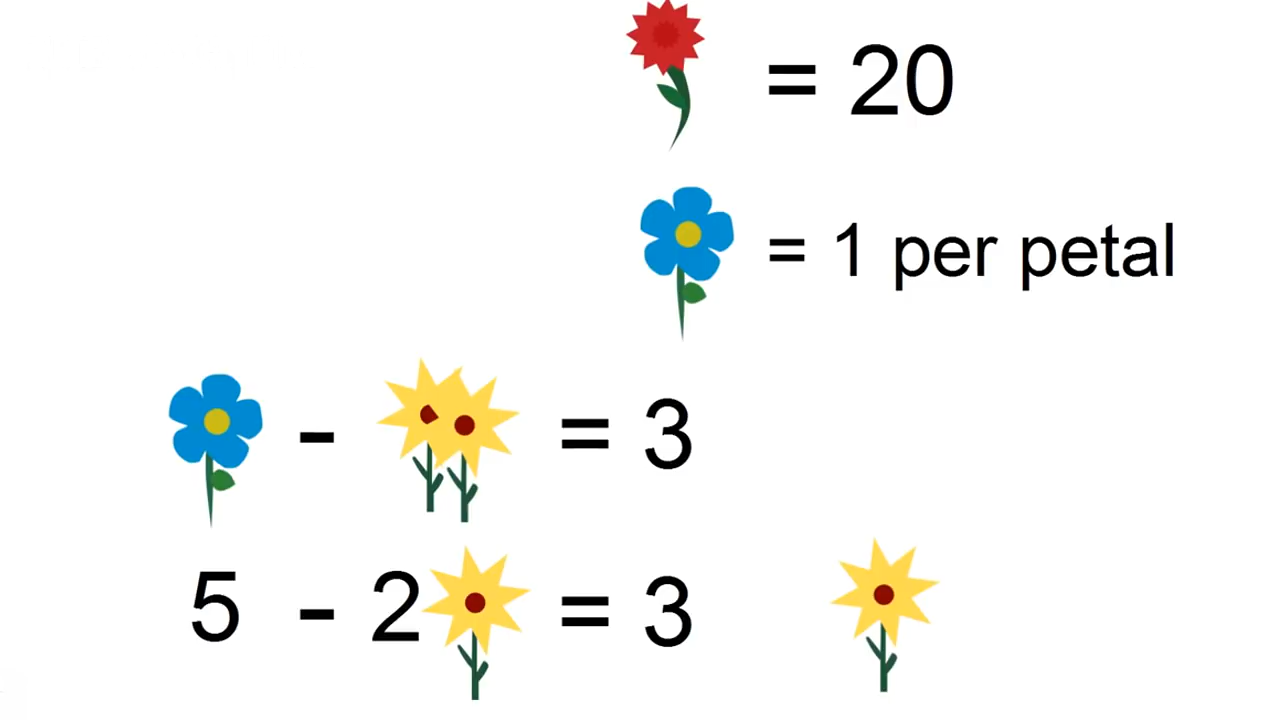 = 20
= 1 per petal
- = 3
5 - 2 = 3